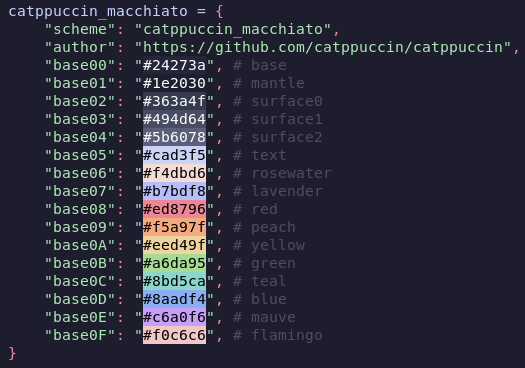 catppuccin_macchiato = {
    "scheme": "catppuccin_macchiato",
    "author": "https://github.com/catppuccin/catppuccin",
    "base00": "#24273a", # base
    "base01": "#1e2030", # mantle
    "base02": "#363a4f", # surface0
    "base03": "#494d64", # surface1
    "base04": "#5b6078", # surface2
    "base05": "#cad3f5", # text
    "base06": "#f4dbd6", # rosewater
    "base07": "#b7bdf8", # lavender
    "base08": "#ed8796", # red
    "base09": "#f5a97f", # peach
    "base0A": "#eed49f", # yellow
    "base0B": "#a6da95", # green
    "base0C": "#8bd5ca", # teal
    "base0D": "#8aadf4", # blue
    "base0E": "#c6a0f6", # mauve
    "base0F": "#f0c6c6", # flamingo
}